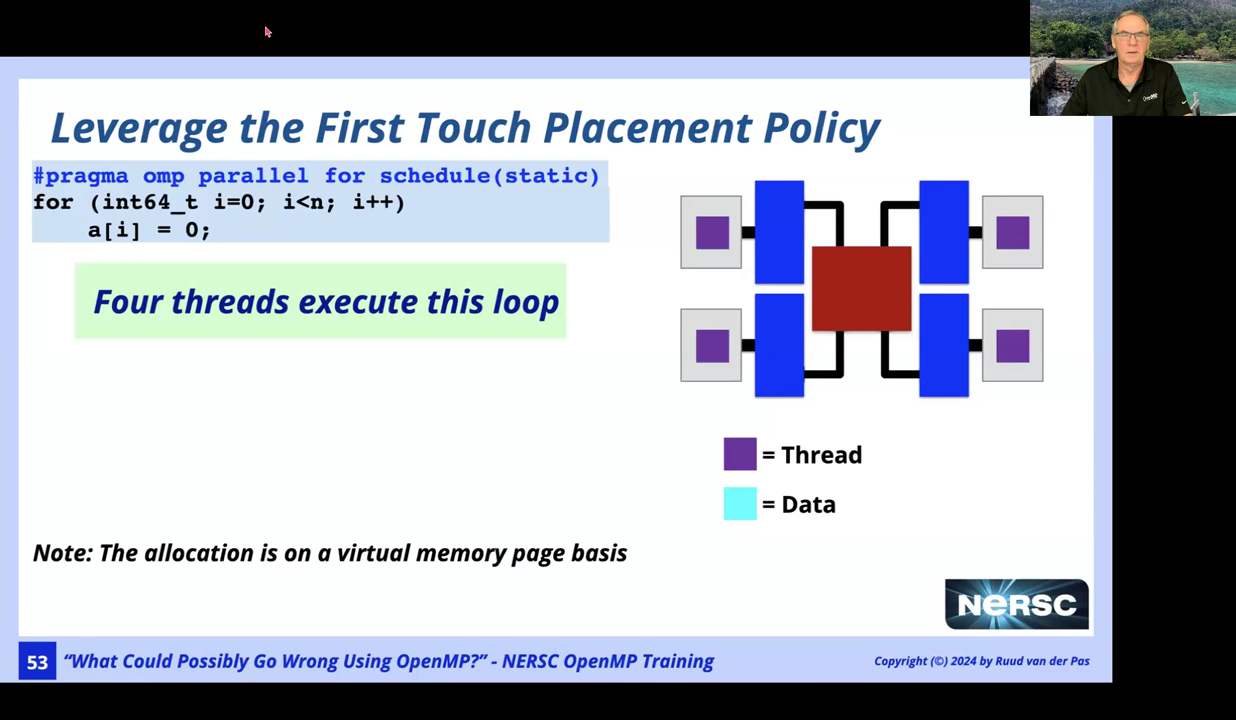 Leverage the First Touch Placement Policy
#pragma omp parallel for schedule(static)
for (int64_t i=0; i<n; i++)
a[i] = 0;
Four threads execute this loop
= Thread
= Data
Note: The allocation is on a virtual memory page basis
NERSC
53
“What Could Possibly Go Wrong Using OpenMP?” - NERSC OpenMP Training
Copyright (©) 2024 by Ruud van der Pas